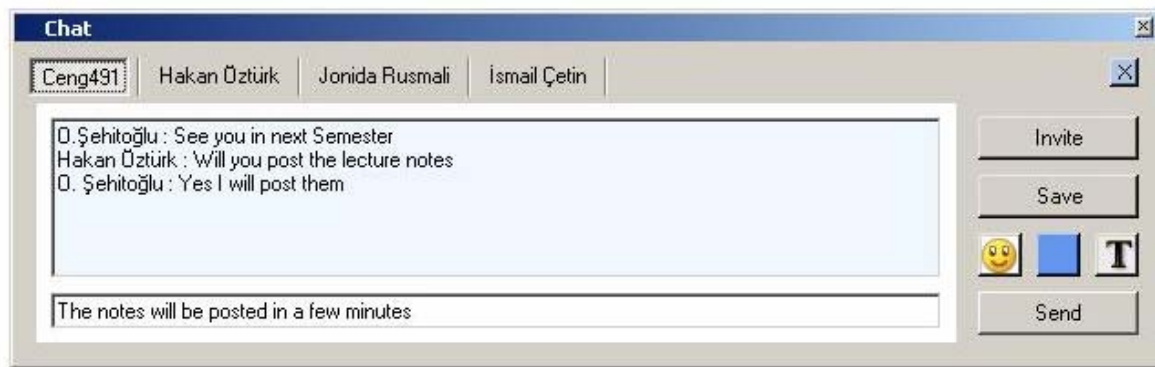 Chat
Ceng491 Hakan Öztürk Jonida Rusmali İsmail Çetin
O.Şehitoğlu : See you in next Semester
Hakan Öztürk : Will you post the lecture notes
O. Şehitoğlu : Yes I will post them
The notes will be posted in a few minutes
Invite
Save
T
Send